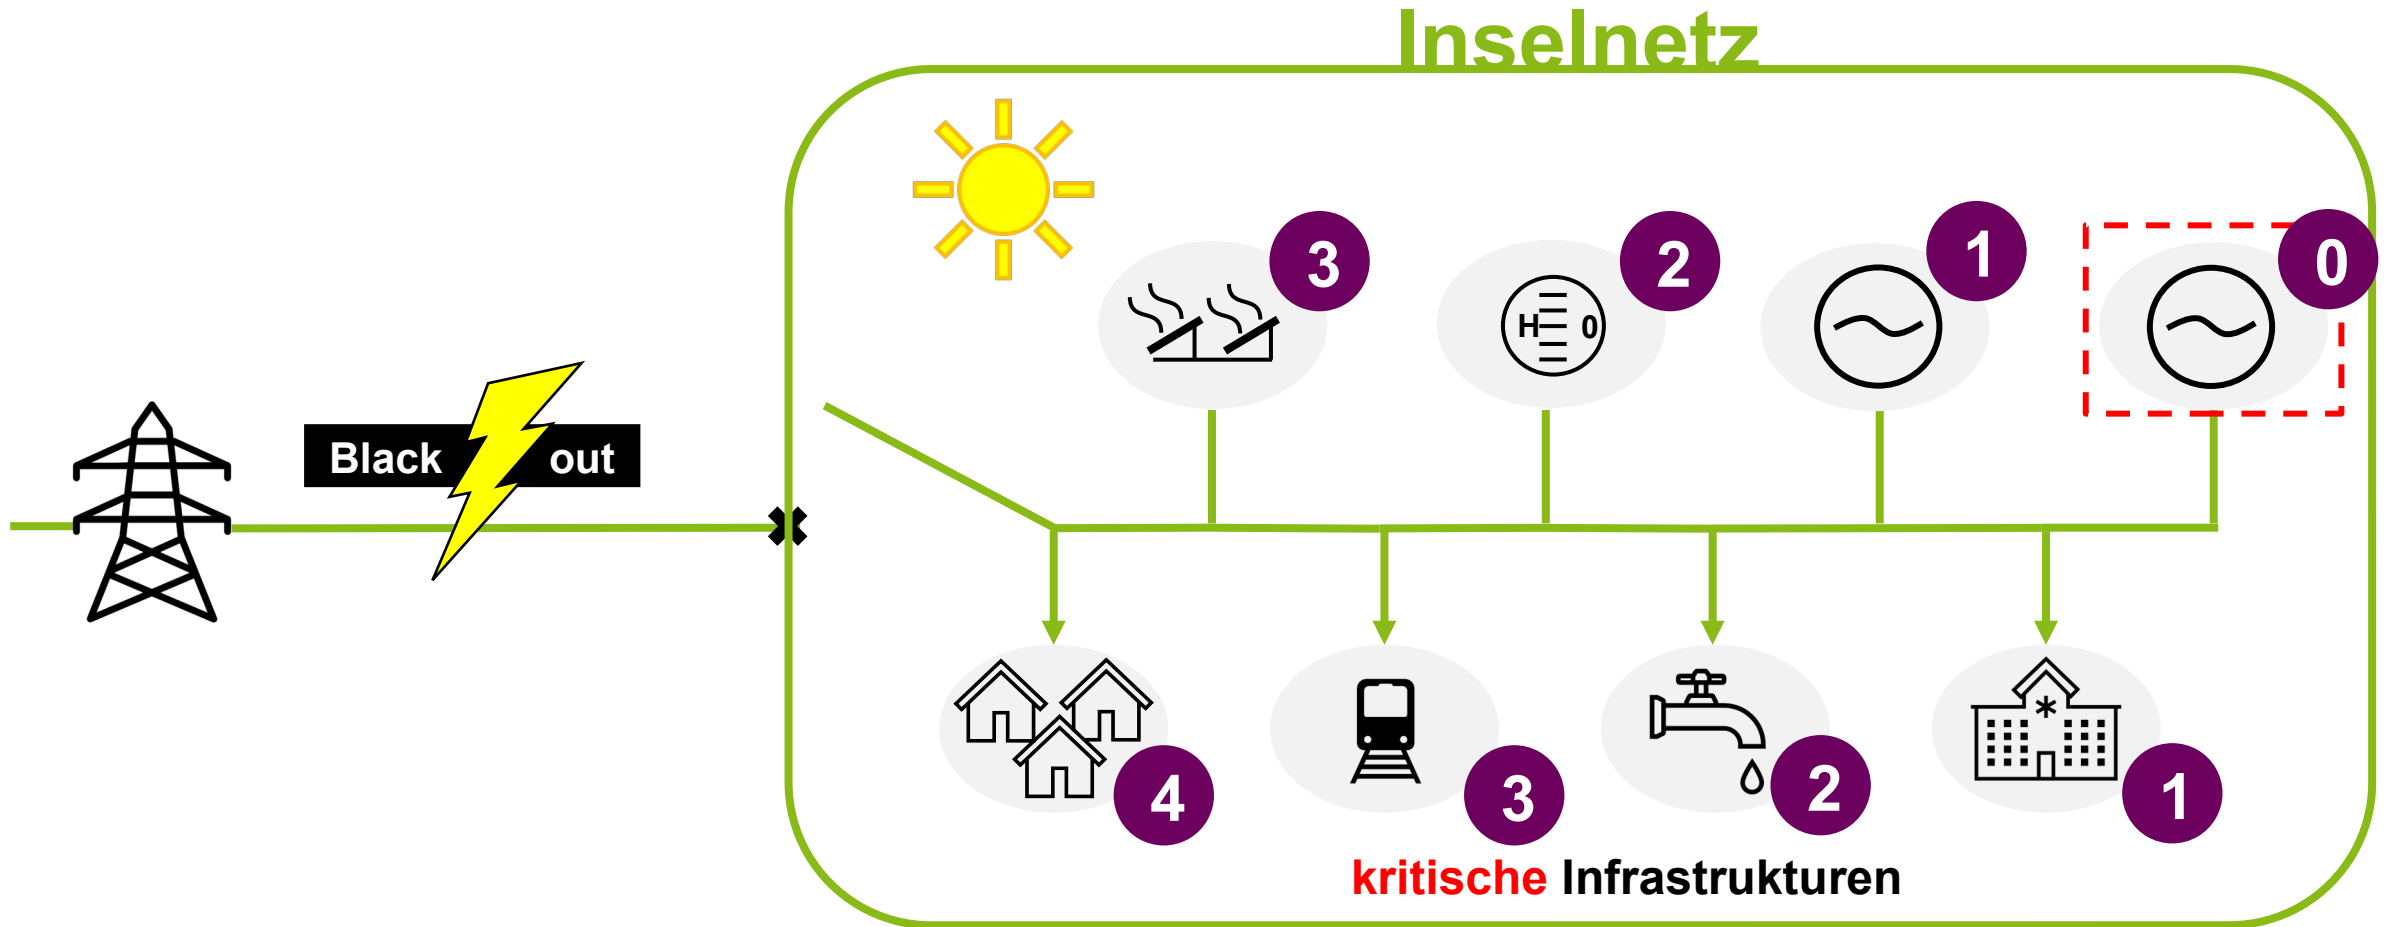 Inselnetz
3
2
1
0
H 0
Black out
4
3
2
1
kritische Infrastrukturen